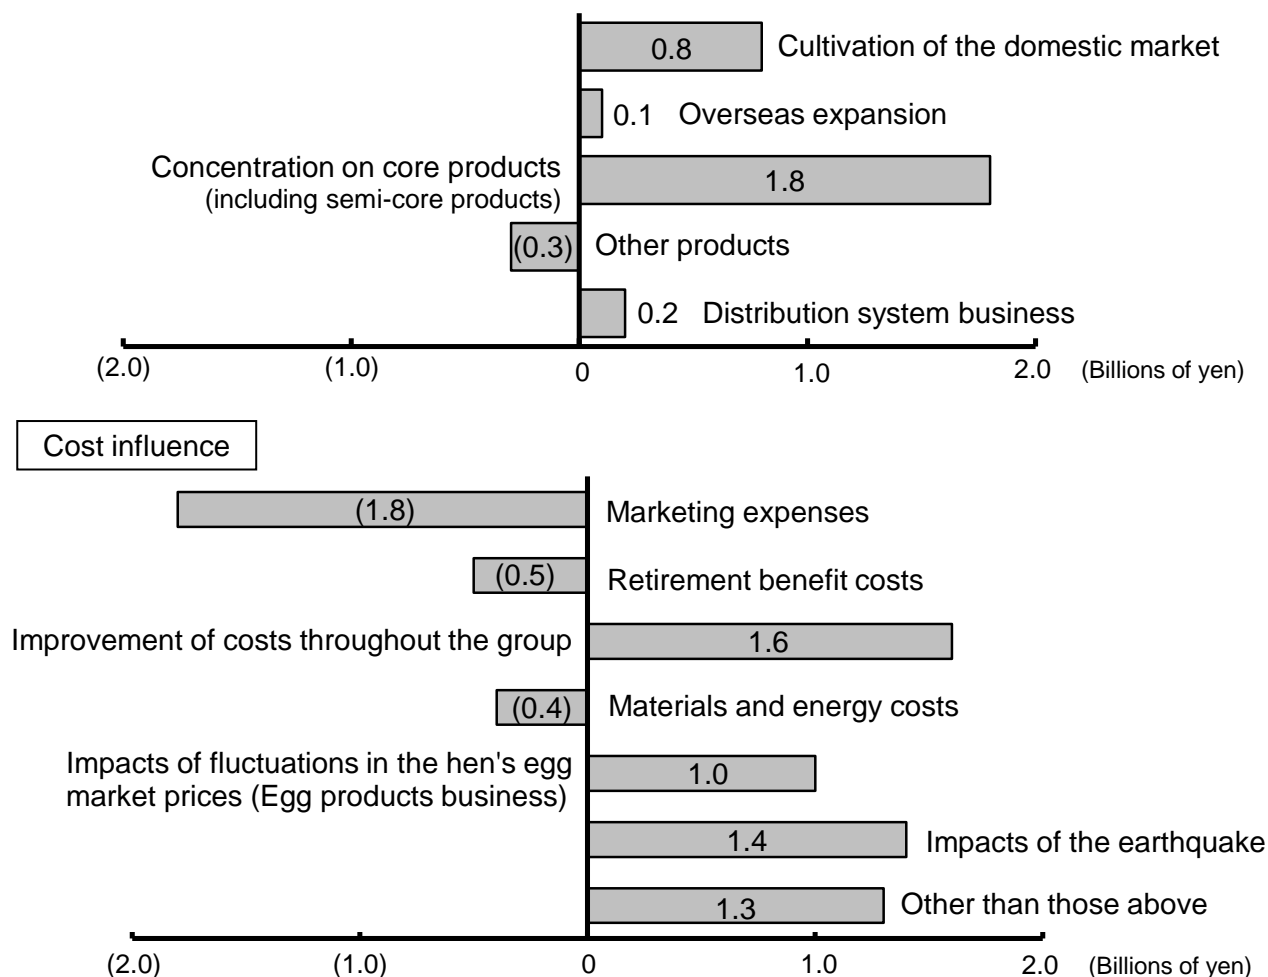 0.8 Cultivation of the domestic market
0.1 Overseas expansion
Concentration on core products
(including semi-core products)
1.8
(0.3) Other products
0.2 Distribution system business
(2.0) (1.0) 0 1.0 2.0 (Billions of yen)
Cost influence
(1.8) Marketing expenses
(0.5) Retirement benefit costs
Improvement of costs throughout the group 1.6
(0.4) Materials and energy costs
Impacts of fluctuations in the hen's egg
market prices (Egg products business)
1.0
1.4 Impacts of the earthquake
1.3 Other than those above
(2.0) (1.0) 0 1.0 2.0 (Billions of yen)